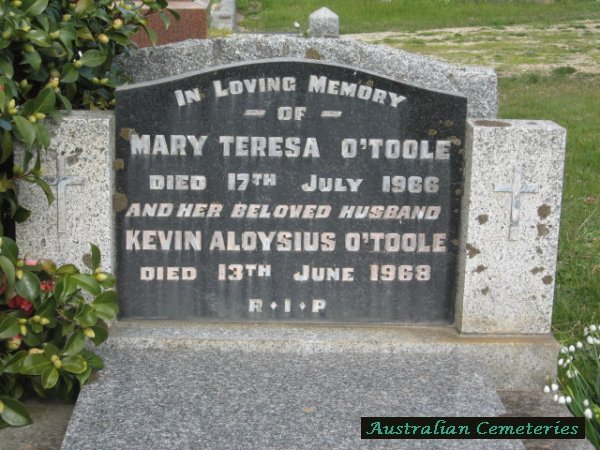 IN LOVING MEMORY
— OF —
MARY TERESA O'TOOLE
DIED 17TH JULY 1966
AND HER BELOVED HUSBAND
KEVIN ALOYSIUS O'TOOLE
DIED 13TH JUNE 1968
R·I·P
Australian Cemeteries